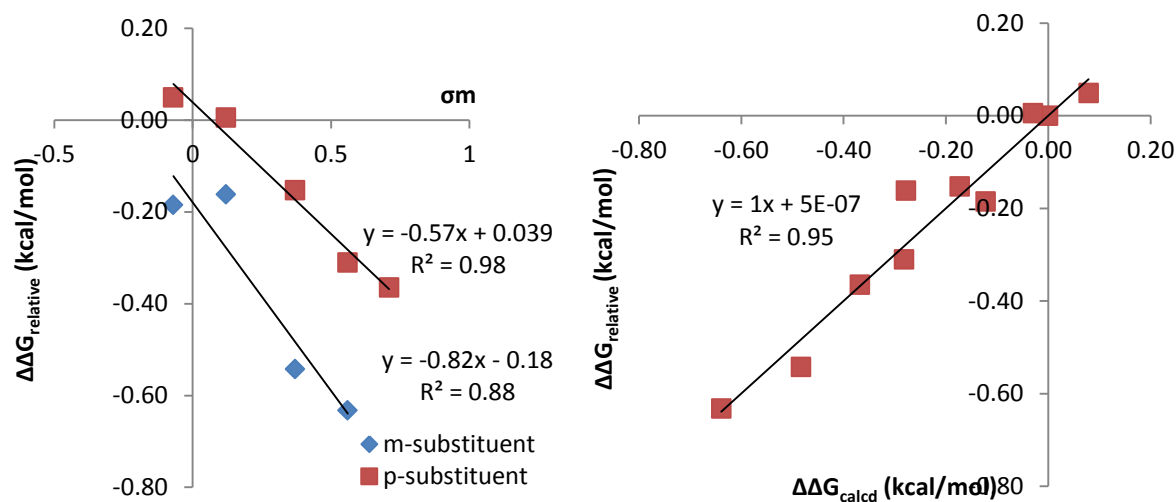 0.20
σm
0.00
-0.5
0
0.5
1
-0.20
y = -0.57x + 0.039
R² = 0.98
-0.40
y = -0.82x - 0.18
R² = 0.88
-0.60
m-substituent
p-substituent
-0.80
ΔΔGrelative (kcal/mol)
0.20
0.00
-0.80
-0.60
-0.40
-0.20
0.00
0.20
-0.20
y = 1x + 5E-07
R² = 0.95
-0.40
-0.60
-0.80
ΔΔGrelative (kcal/mol)
ΔΔGcalcd (kcal/mol)